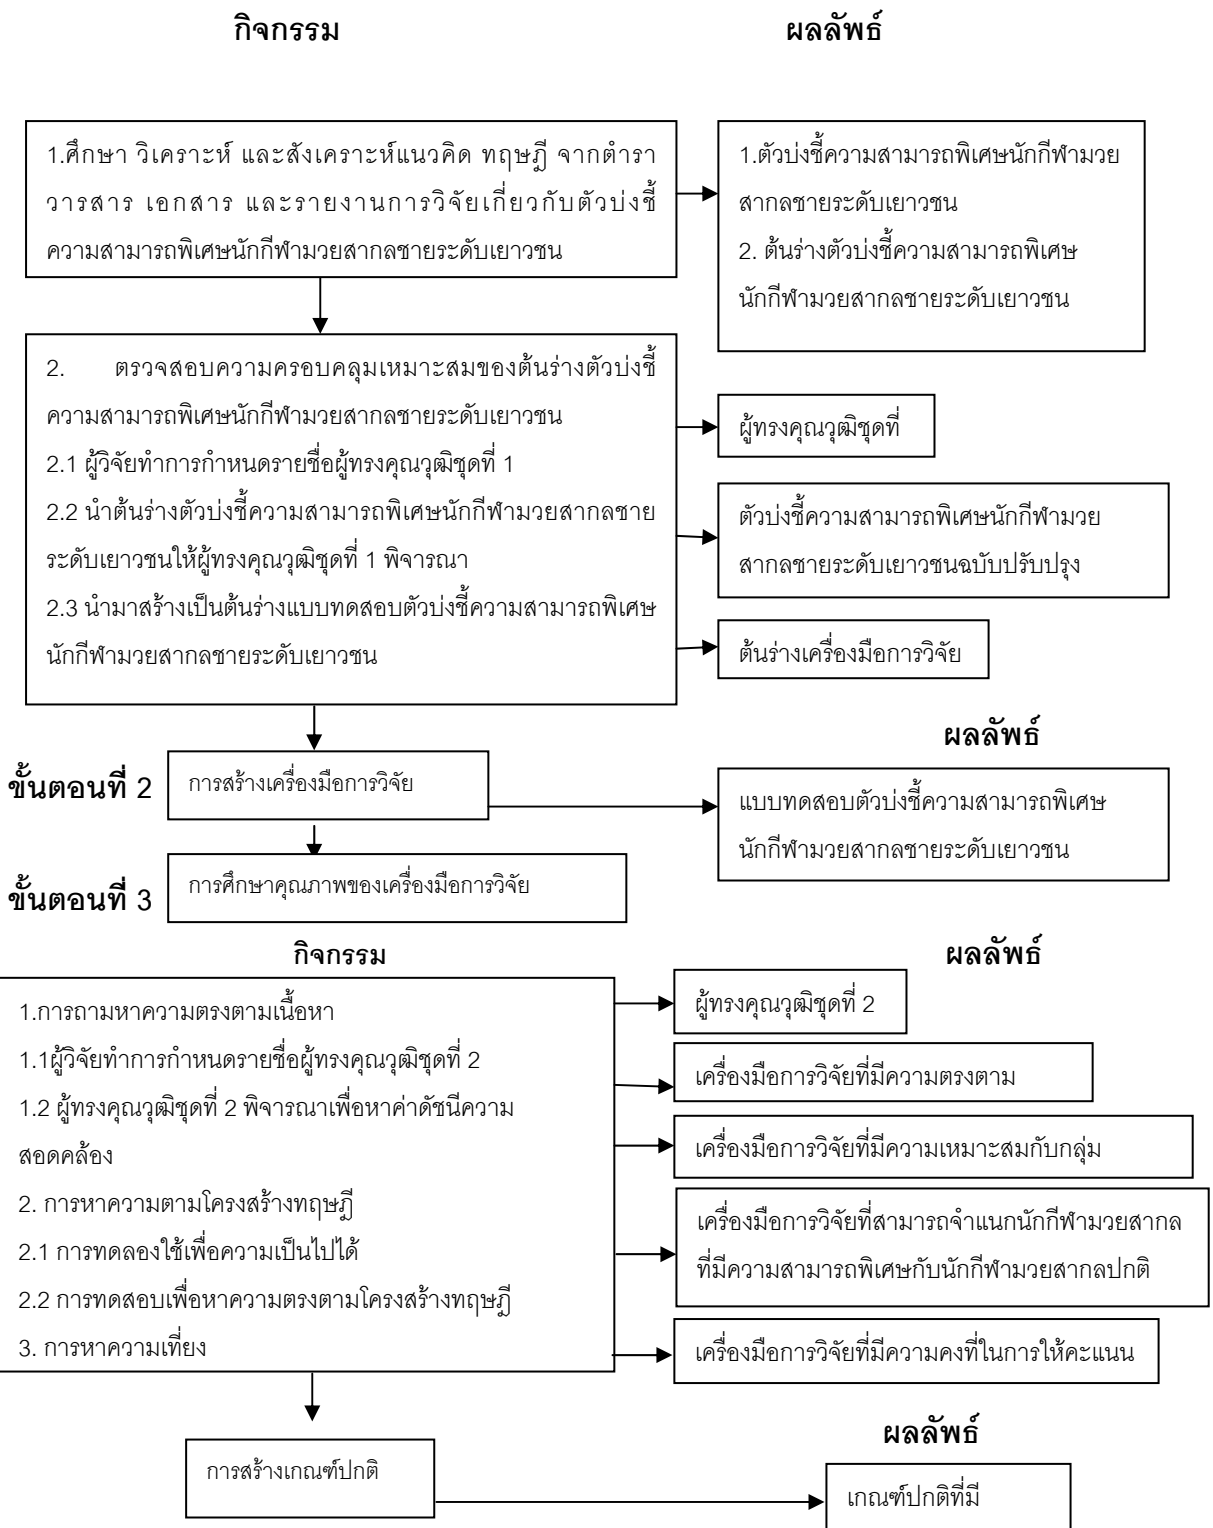 กิจกรรม
ผลลัพธ์
1.ศึกษา วิเคราะห์ และสังเคราะห์แนวคิด ทฤษฎี จากตำรา
วารสาร เอกสาร และรายงานการวิจัยเกี่ยวกับตัวบ่งชี้
ความสามารถพิเศษนักกีฬามวยสากลชายระดับเยาวชน
1.ตัวบ่งชี้ความสามารถพิเศษนักกีฬามวย
สากลชายระดับเยาวชน
2. ต้นร่างตัวบ่งชี้ความสามารถพิเศษ
นักกีฬามวยสากลชายระดับเยาวชน
2. ตรวจสอบความครอบคลุมเหมาะสมของต้นร่างตัวบ่งชี้
ความสามารถพิเศษนักกีฬามวยสากลชายระดับเยาวชน
2.1 ผู้วิจัยทำการกำหนดรายชื่อผู้ทรงคุณวุฒิชุดที่ 1
2.2 นำต้นร่างตัวบ่งชี้ความสามารถพิเศษนักกีฬามวยสากลชาย
ระดับเยาวชนให้ผู้ทรงคุณวุฒิชุดที่ 1 พิจารณา
2.3 นำมาสร้างเป็นต้นร่างแบบทดสอบตัวบ่งชี้ความสามารถพิเศษ
นักกีฬามวยสากลชายระดับเยาวชน
ผู้ทรงคุณวุฒิชุดที่
ตัวบ่งชี้ความสามารถพิเศษนักกีฬามวย
สากลชายระดับเยาวชนฉบับปรับปรุง
ต้นร่างเครื่องมือการวิจัย
ผลลัพธ์
ขั้นตอนที่ 2
การสร้างเครื่องมือการวิจัย
แบบทดสอบตัวบ่งชี้ความสามารถพิเศษ
นักกีฬามวยสากลชายระดับเยาวชน
ขั้นตอนที่ 3
การศึกษาคุณภาพของเครื่องมือการวิจัย
กิจกรรม
ผลลัพธ์
1.การถามหาความตรงตามเนื้อหา
1.1ผู้วิจัยทำการกำหนดรายชื่อผู้ทรงคุณวุฒิชุดที่ 2
1.2 ผู้ทรงคุณวุฒิชุดที่ 2 พิจารณาเพื่อหาค่าดัชนีความ
สอดคล้อง
2. การหาความตามโครงสร้างทฤษฎี
2.1 การทดลองใช้เพื่อความเป็นไปได้
2.2 การทดสอบเพื่อหาความตรงตามโครงสร้างทฤษฎี
3. การหาความเที่ยง
ผู้ทรงคุณวุฒิชุดที่ 2
เครื่องมือการวิจัยที่มีความตรงตาม
เครื่องมือการวิจัยที่มีความเหมาะสมกับกลุ่ม
เครื่องมือการวิจัยที่สามารถจำแนกนักกีฬามวยสากล
ที่มีความสามารถพิเศษกับนักกีฬามวยสากลปกติ
เครื่องมือการวิจัยที่มีความคงที่ในการให้คะแนน
ผลลัพธ์
การสร้างเกณฑ์ปกติ
เกณฑ์ปกติที่มี